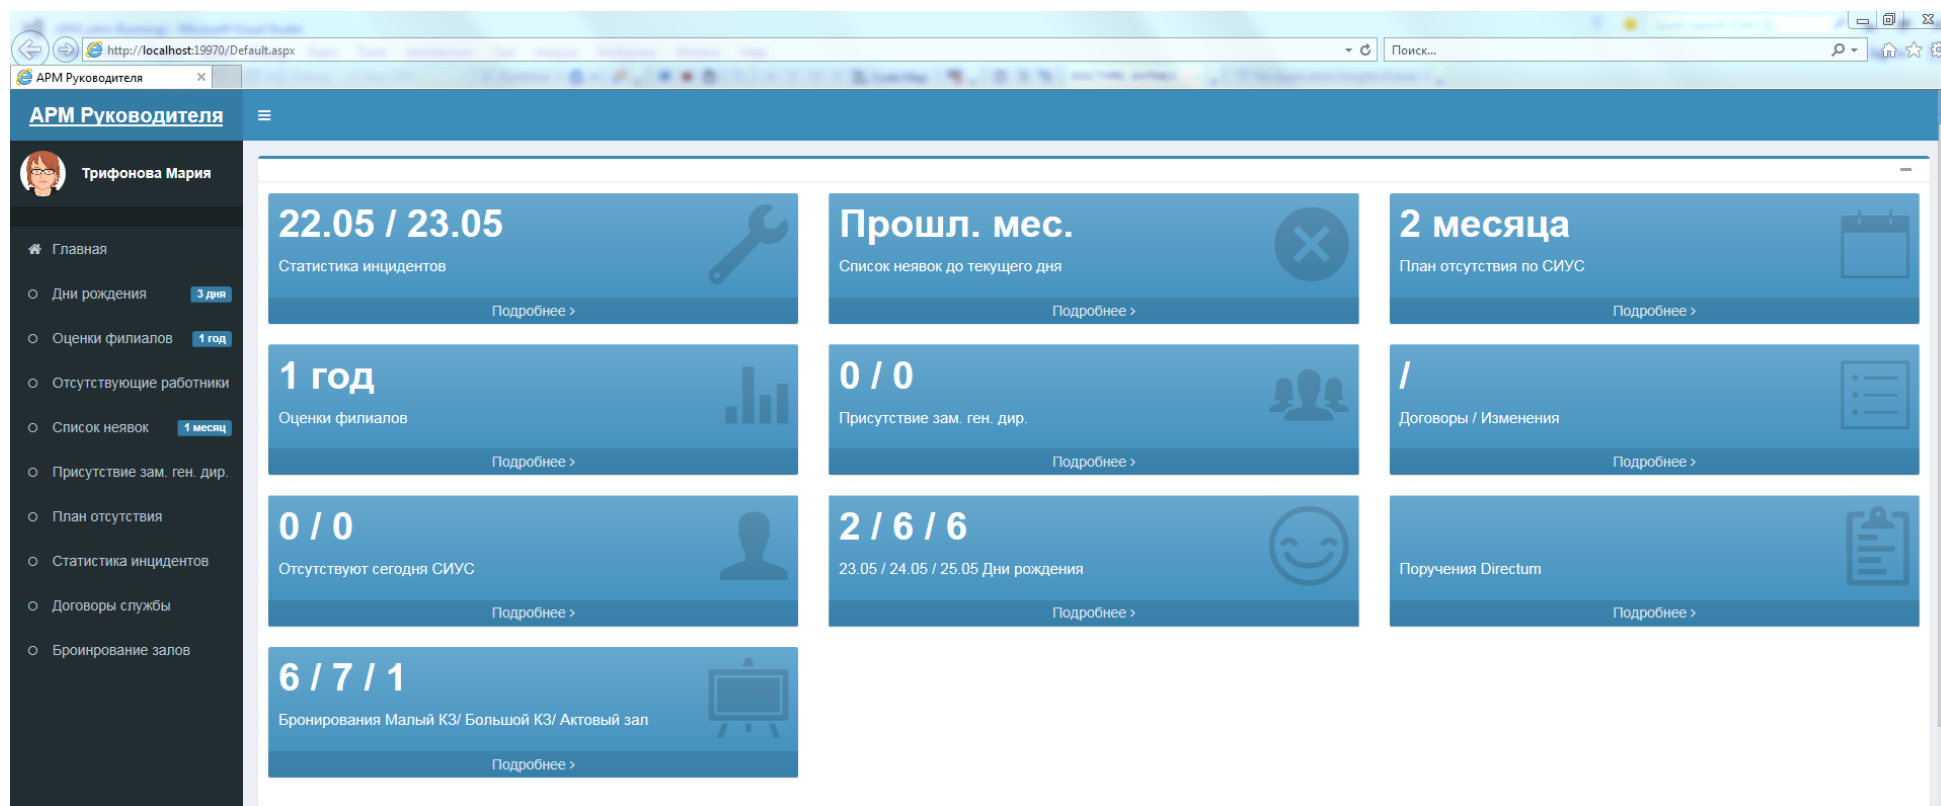 http://localhost:19970/Default.aspx
Поиск...
АРМ Руководителя
АРМ Руководителя
Трифонова Мария
Главная
Дни рождения 3 дня
Оценки филиалов 1 год
Отсутствующие работники
Список неявок 1 месяц
Присутствие зам. ген. дир.
План отсутствия
Статистика инцидентов
Договоры службы
Броинрование залов
22.05 / 23.05
Статистика инцидентов
Подробнее >
Прошл. мес.
Список неявок до текущего дня
Подробнее >
2 месяца
План отсутствия по СИУС
Подробнее >
1 год
Оценки филиалов
Подробнее >
0 / 0
Присутствие зам. ген. дир.
Подробнее >
/
Договоры / Изменения
Подробнее >
0 / 0
Отсутствуют сегодня СИУС
Подробнее >
2 / 6 / 6
23.05 / 24.05 / 25.05 Дни рождения
Подробнее >
Поручения Directum
Подробнее >
6 / 7 / 1
Бронирования Малый КЗ/ Большой КЗ/ Актовый зал
Подробнее >